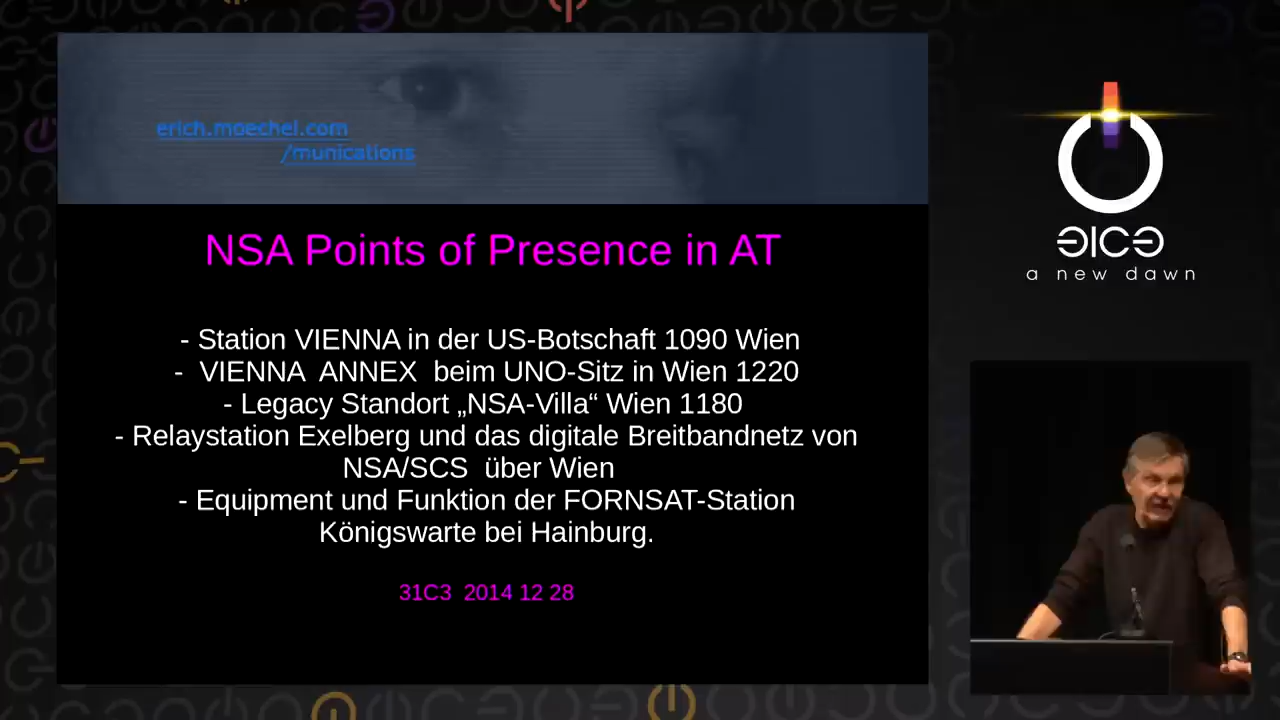 erich.moechel.com
/munications
NSA Points of Presence in AT
- Station VIENNA in der US-Botschaft 1090 Wien
- VIENNA ANNEX beim UNO-Sitz in Wien 1220
- Legacy Standort „NSA-Villa“ Wien 1180
- Relaystation Exelberg und das digitale Breitbandnetz von
NSA/SCS über Wien
- Equipment und Funktion der FORNSAT-Station
Königswarte bei Hainburg.
31C3 2014 12 28
31C3
a new dawn